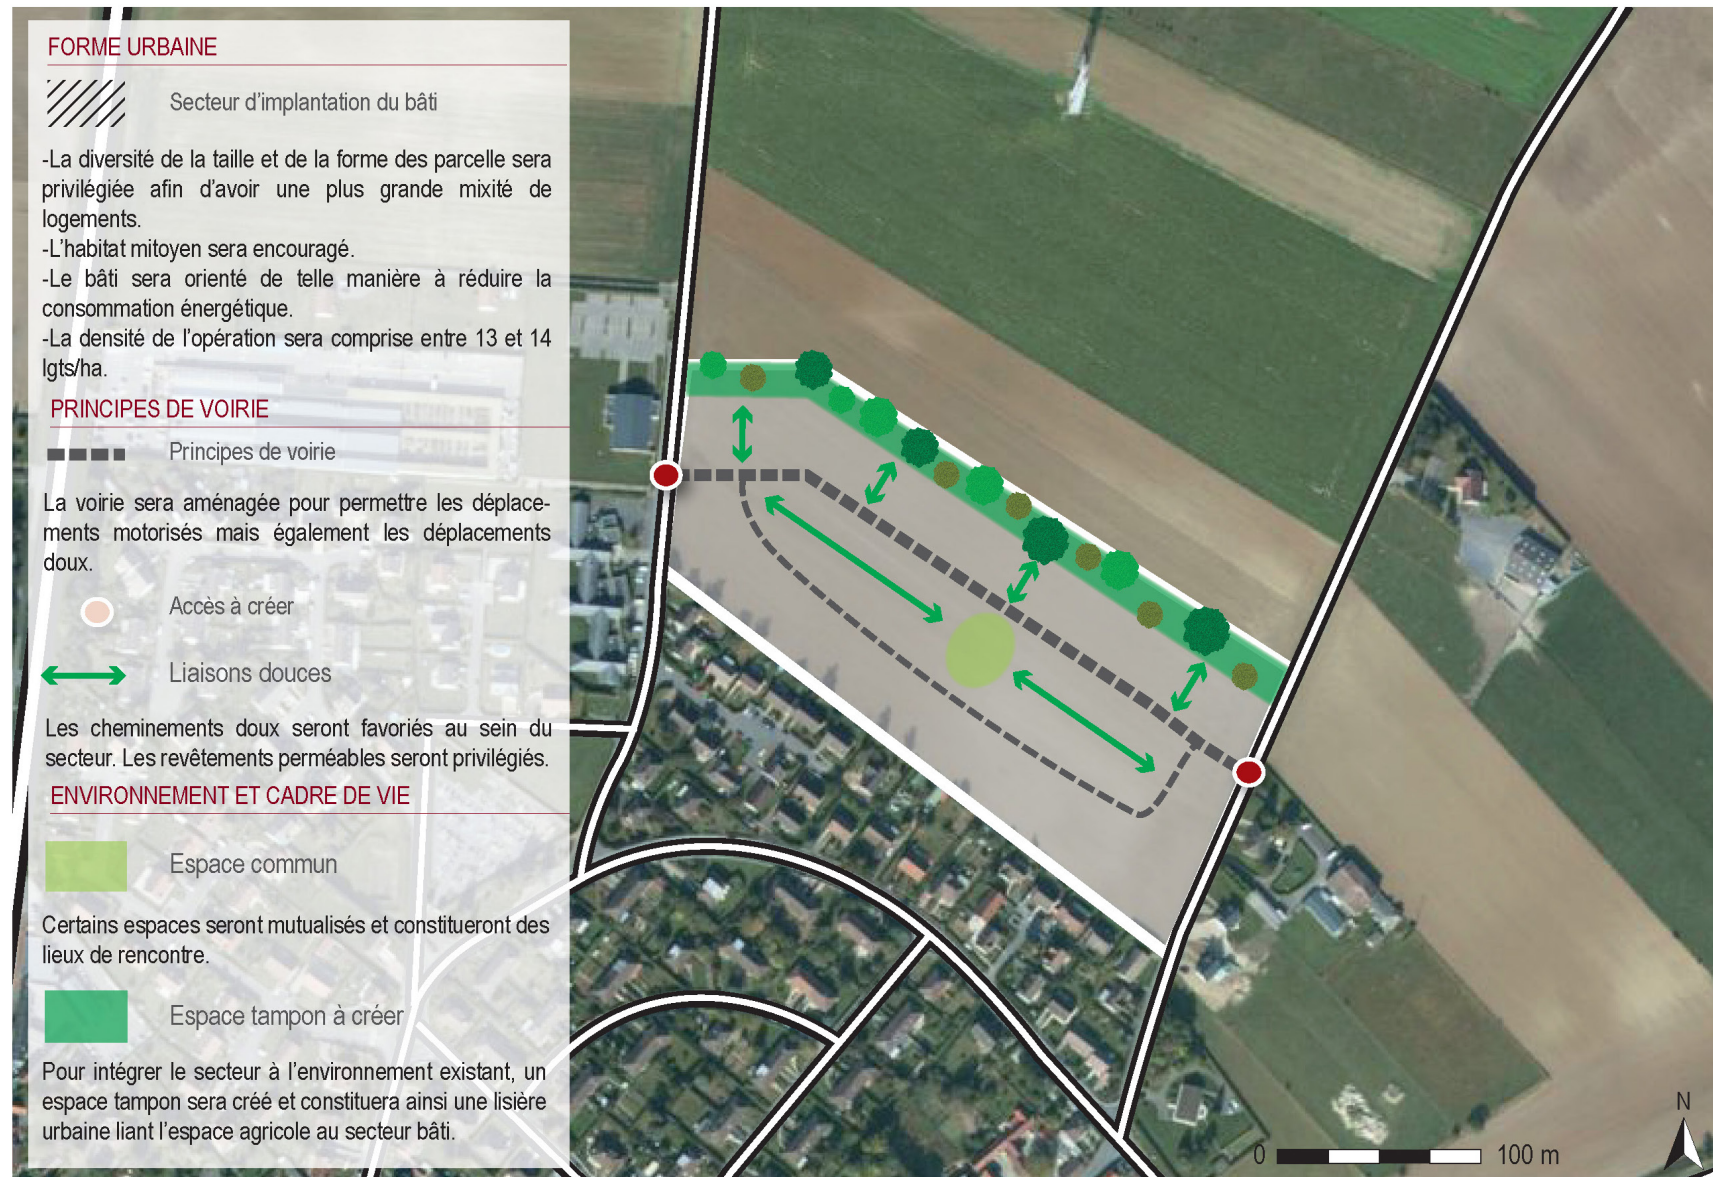 FORME URBAINE
Secteur d'implantation du bâti
-La diversité de la taille et de la forme des parcelle sera
privilégiée afin d'avoir une plus grande mixité de
logements.
-L'habitat mitoyen sera encouragé.
-Le bâti sera orienté de telle manière à réduire la
consommation énergétique.
-La densité de l'opération sera comprise entre 13 et 14
lgts/ha.
PRINCIPES DE VOIRIE
Principes de voirie
La voirie sera aménagée pour permettre les déplace-
ments motorisés mais également les déplacements
doux.
Accès à créer
Liaisons douces
Les cheminements doux seront favoriés au sein du
secteur. Les revêtements perméables seront privilégiés.
ENVIRONNEMENT ET CADRE DE VIE
Espace commun
Certains espaces seront mutualisés et constitueront des
lieux de rencontre.
Espace tampon à créer
Pour intégrer le secteur à l'environnement existant, un
espace tampon sera créé et constituera ainsi une lisière
urbaine liant l'espace agricole au secteur bâti.
N
0 100 m